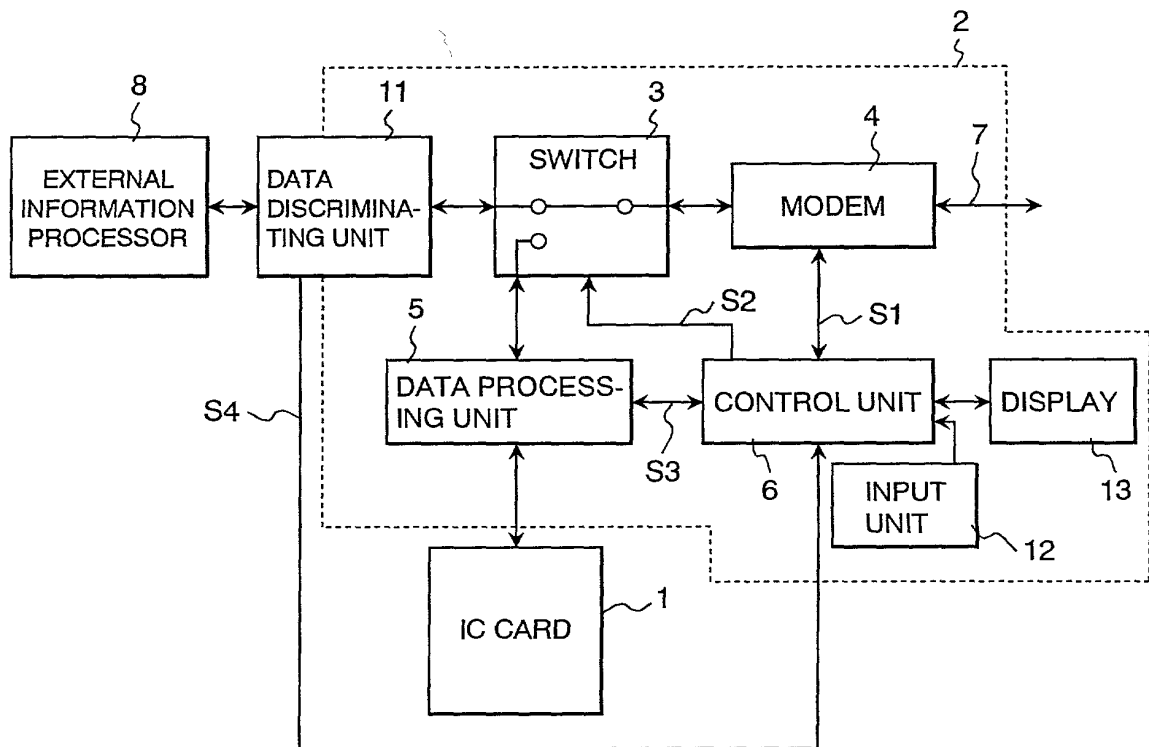 2
8
11
3
4
7
EXTERNAL
INFORMATION
PROCESSOR
DATA
DISCRIMINA-
TING UNIT
SWITCH
MODEM
S2
S1
5
DATA PROCESS-
ING UNIT
CONTROL UNIT
DISPLAY
S4
S3
6
13
INPUT
UNIT
12
IC CARD
1